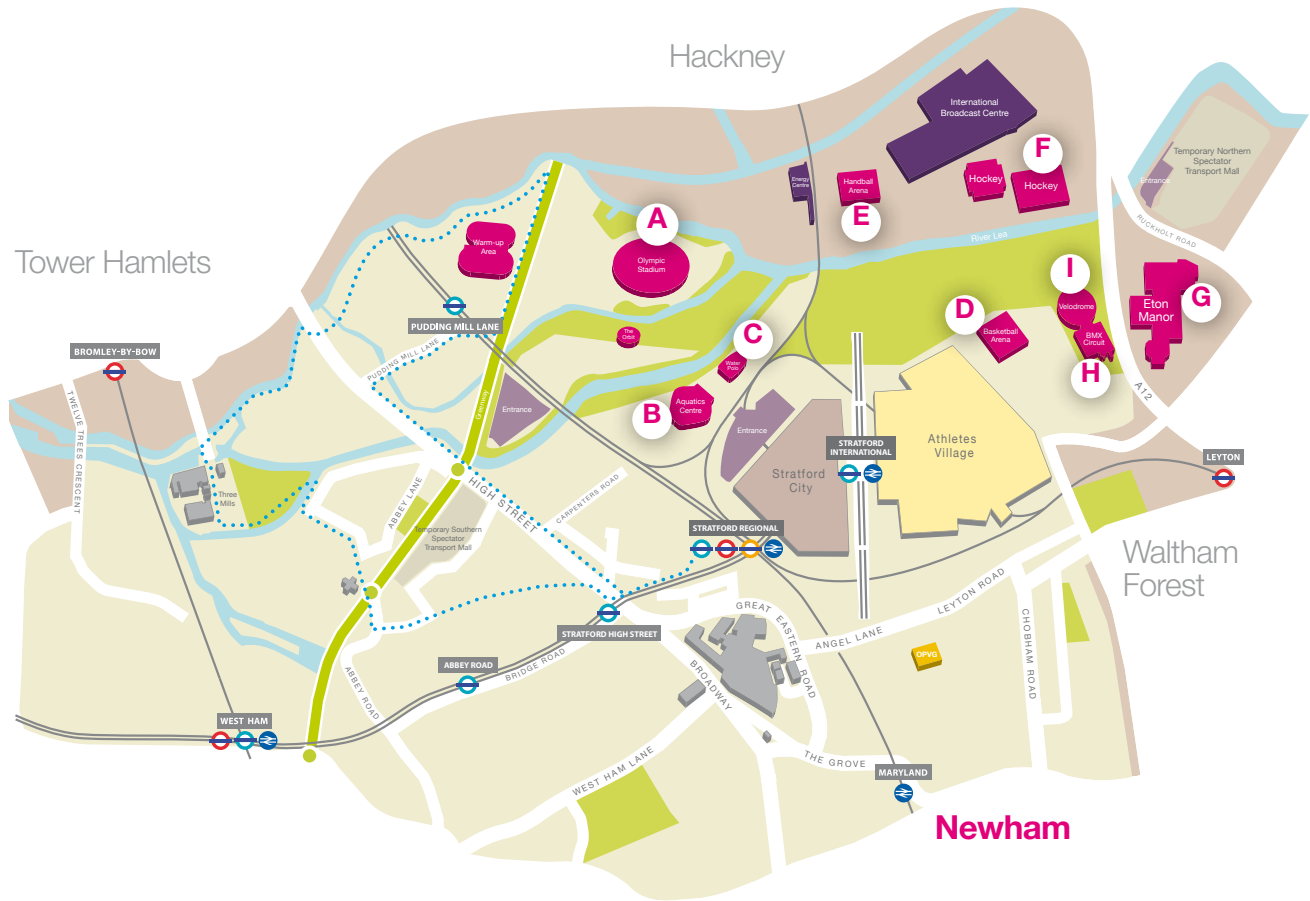 Hackney
International
Broadcast Centre
F
Temporary Northern
Spectator
Transport Mall
Entrance
Energy
Centre
Handball
Arena
Hockey
Hockey
E
A
RUCKHOLT ROAD
River Lea
Warm-up
Area
Olympic
Stadium
Tower Hamlets
I
Velodrome
Eton
Manor
G
PUDDING MILL LANE
The
Orbit
C
D
Basketball
Arena
BMX
Circuit
H
PUDDING MILL LANE
BROMLEY-BY-BOW
Water
Polo
A12
TWELVE TREES CRESCENT
Greenway
Entrance
B
Aquatics
Centre
Entrance
STRATFORD
INTERNATIONAL
Athletes
Village
LEYTON
Stratford
City
Three
Mills
ABBEY LANE
HIGH STREET
CARPENTERS ROAD
Temporary Southern
Spectator
Transport Mall
STRATFORD REGIONAL
Waltham
Forest
LEYTON ROAD
GREAT EASTERN ROAD
ANGEL LANE
CHOBHAM ROAD
STRATFORD HIGH STREET
OPVG
ABBEY ROAD
BRIDGE ROAD
ABBEY ROAD
BROADWAY
WEST HAM
WEST HAM LANE
THE GROVE
MARYLAND
Newham